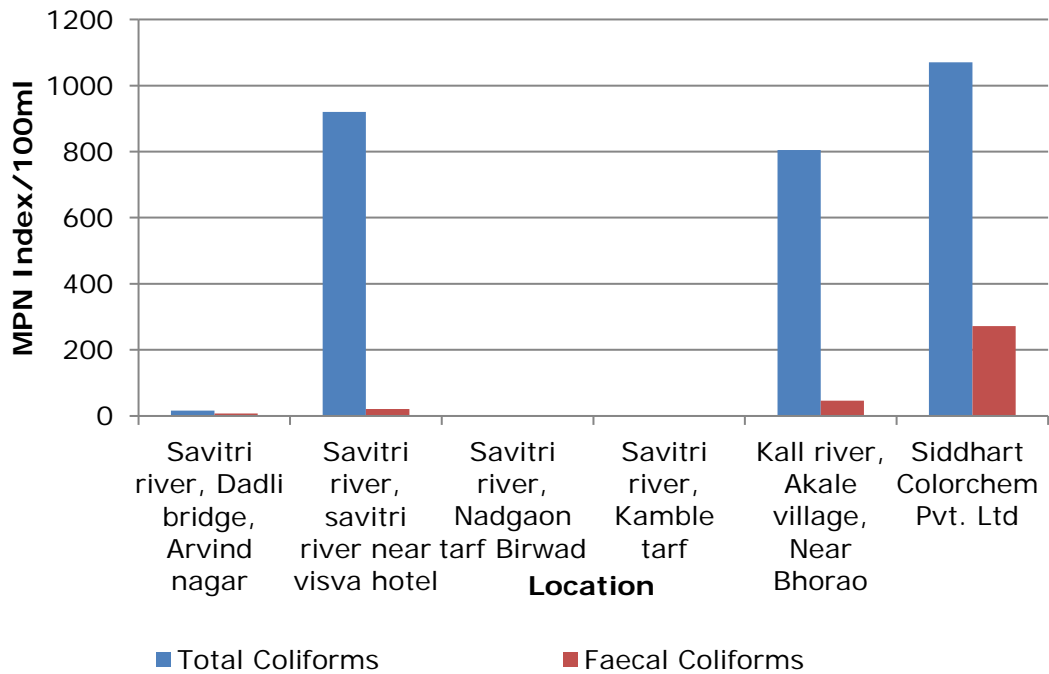 MPN Index/100ml
1200
1000
800
600
400
200
0
Savitri
river, Dadli
bridge,
Arvind
nagar
Savitri
river,
savitri
river near
visva hotel
Savitri
river,
Nadgaon
tarf Birwad
Savitri
river,
Kamble
tarf
Kall river,
Akale
village,
Near
Bhorao
Siddhart
Colorchem
Pvt. Ltd
Location
Total Coliforms
Faecal Coliforms